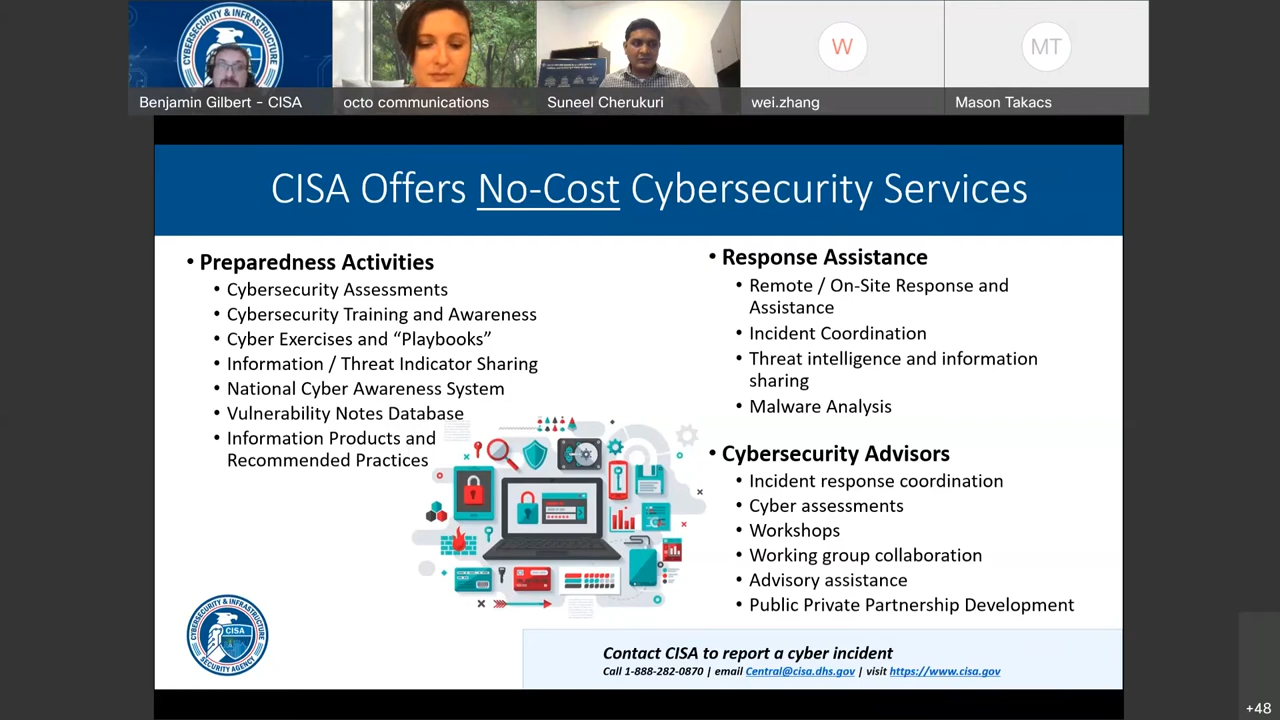 Benjamin Gilbert - CISA
octo communications
Suneel Cherukuri
W
wei.zhang
MT
Mason Takacs
CISA Offers No-Cost Cybersecurity Services
• Preparedness Activities
• Cybersecurity Assessments
• Cybersecurity Training and Awareness
• Cyber Exercises and “Playbooks”
• Information / Threat Indicator Sharing
• National Cyber Awareness System
• Vulnerability Notes Database
• Information Products and
Recommended Practices
• Response Assistance
• Remote / On-Site Response and
Assistance
• Incident Coordination
• Threat intelligence and information
sharing
• Malware Analysis
• Cybersecurity Advisors
• Incident response coordination
• Cyber assessments
• Workshops
• Working group collaboration
• Advisory assistance
• Public Private Partnership Development
CYBERSECURITY & INFRASTRUCTURE
CISA
SECURITY AGENCY
Contact CISA to report a cyber incident
Call 1-888-282-0870 | email Central@cisa.dhs.gov | visit https://www.cisa.gov
+48